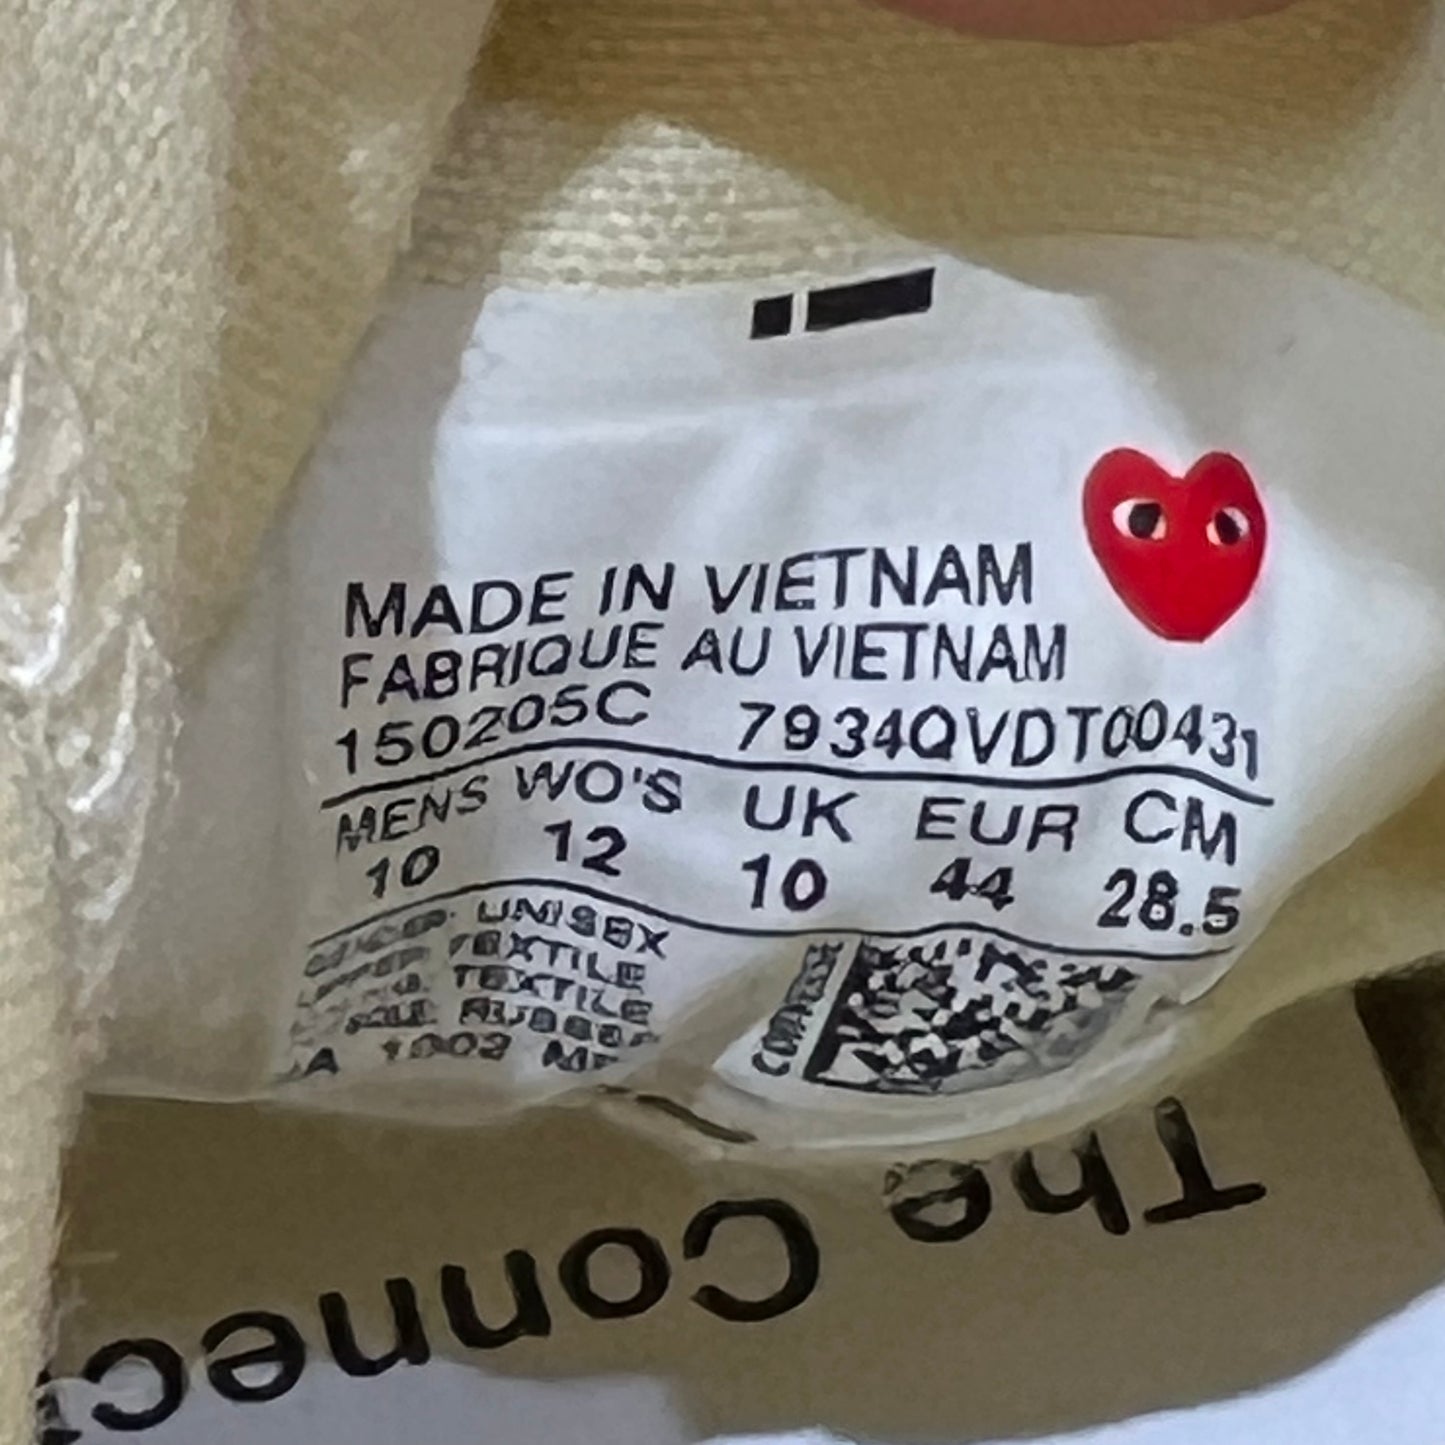 MADE IN VIETNAM
FABRIQUE AU VIETNAM
150205C 7934QVDT00431
MENS WO'S UK EUR CM
10 12 10 44 28.5
UNISEX
TEXTILE
TEXTILE
1003
The Connec